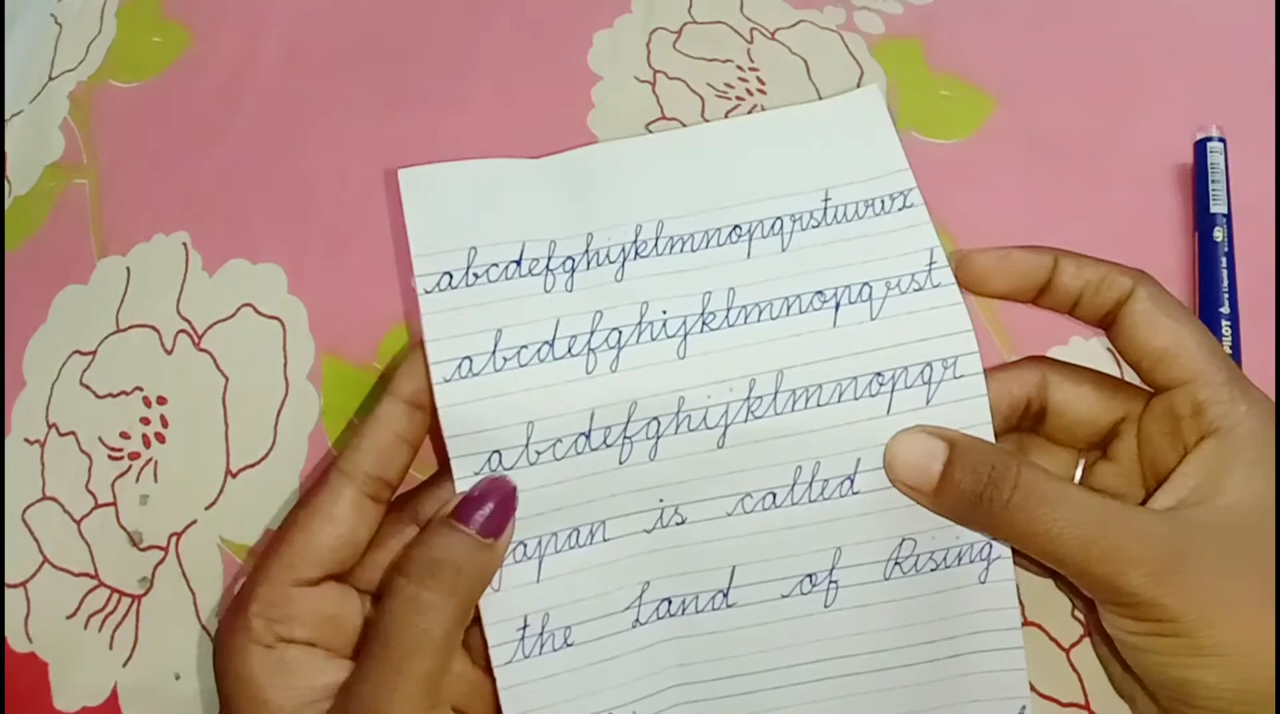 abcdefghijklmnopqrstuvwx
abcdefghijklmnopqrst
abcdefghijklmnopqr
Japan is called
the Land of Rising
PILOT